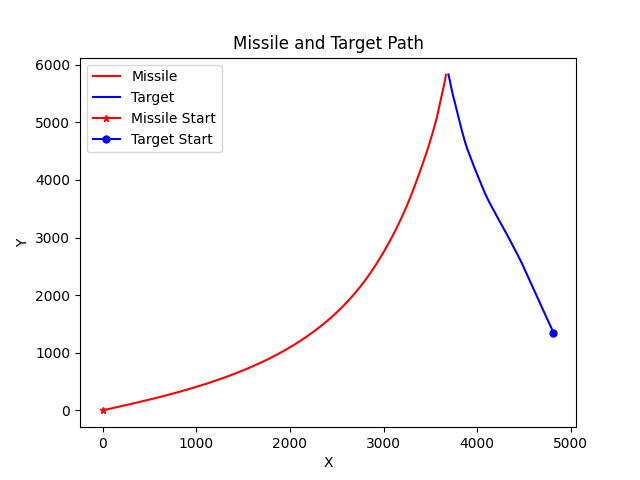 Missile and Target Path
6000
5000
4000
3000
2000
1000
0
Y
Missile
Target
Missile Start
Target Start
0 1000 2000 3000 4000 5000
X